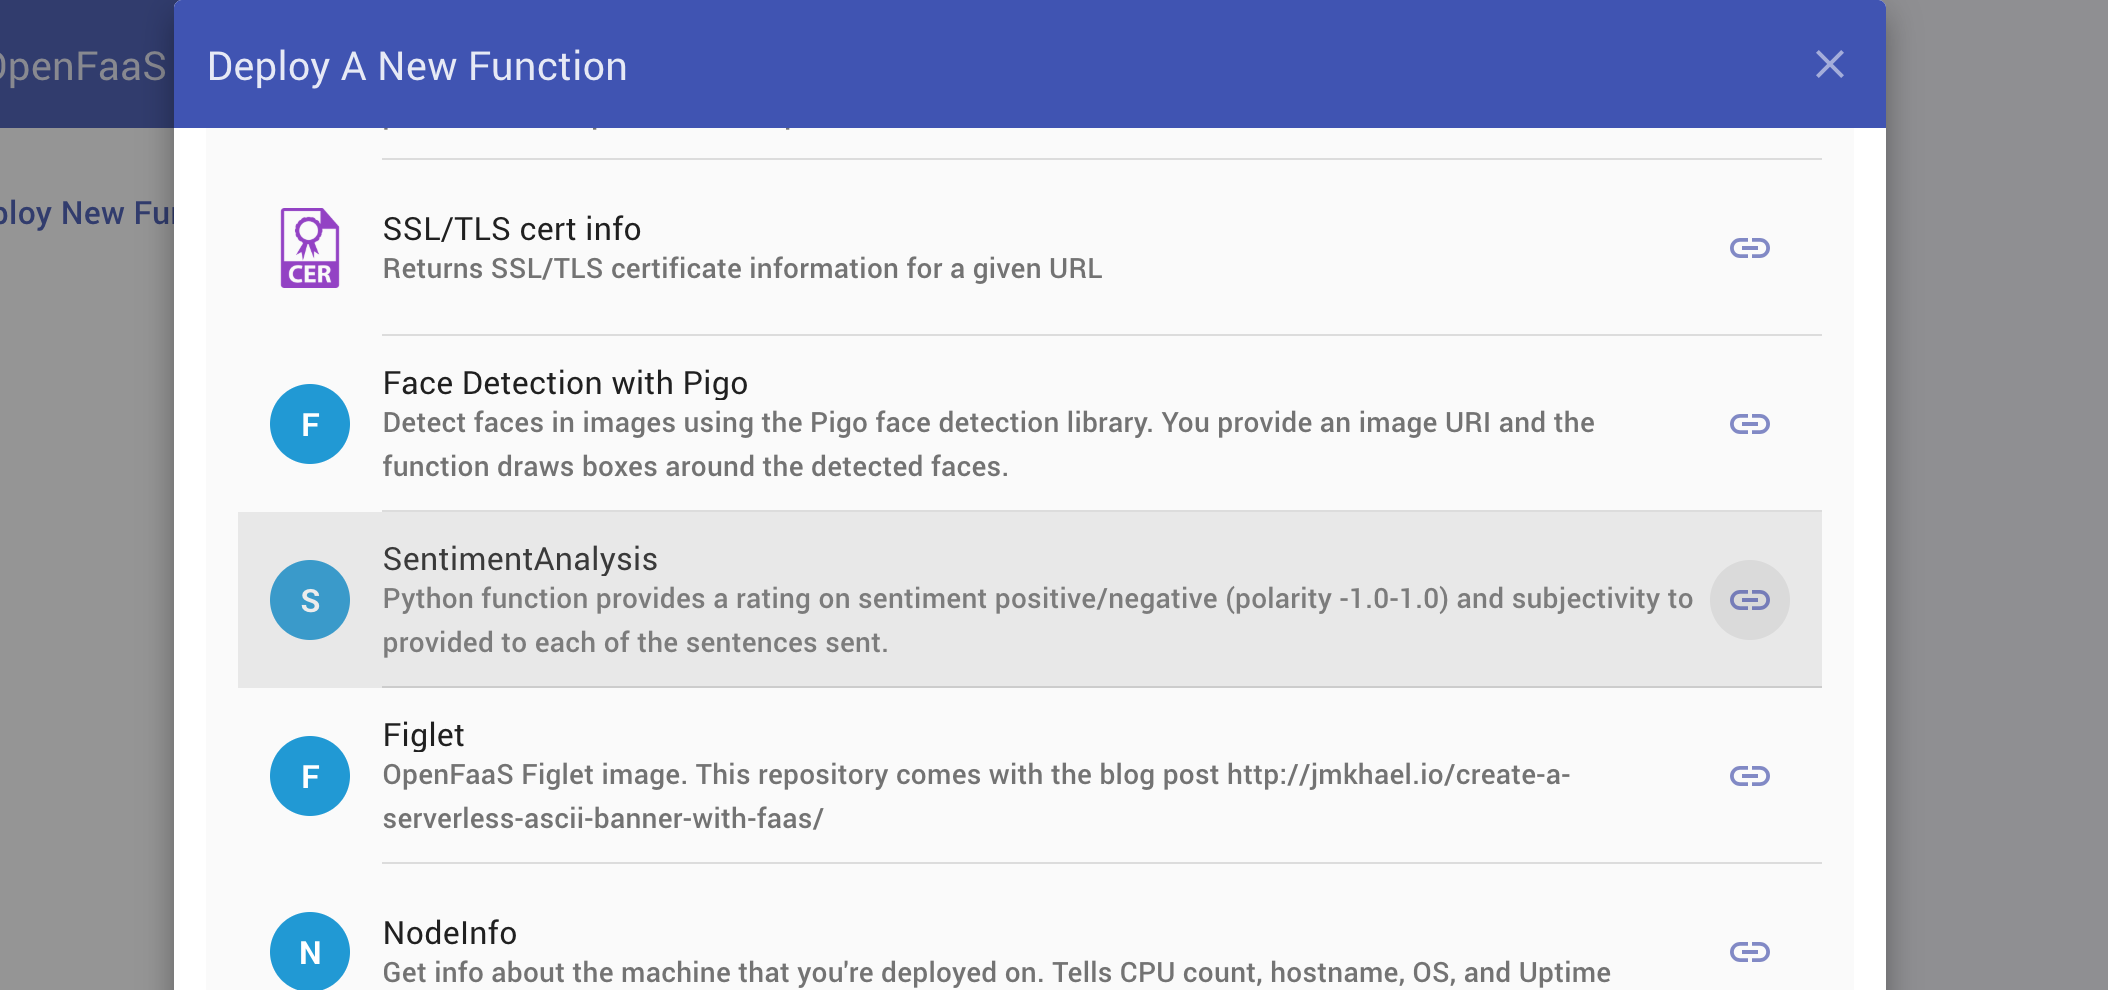 OpenFaaS
Deploy A New Function
ploy New Fu
SSL/TLS cert info
CER
Returns SSL/TLS certificate information for a given URL
F
Face Detection with Pigo
Detect faces in images using the Pigo face detection library. You provide an image URI and the
function draws boxes around the detected faces.
S
SentimentAnalysis
Python function provides a rating on sentiment positive/negative (polarity -1.0-1.0) and subjectivity to
provided to each of the sentences sent.
F
Figlet
OpenFaaS Figlet image. This repository comes with the blog post http://jmkhael.io/create-a-
serverless-ascii-banner-with-faas/
N
NodeInfo
Get info about the machine that you're deployed on. Tells CPU count, hostname, OS, and Uptime